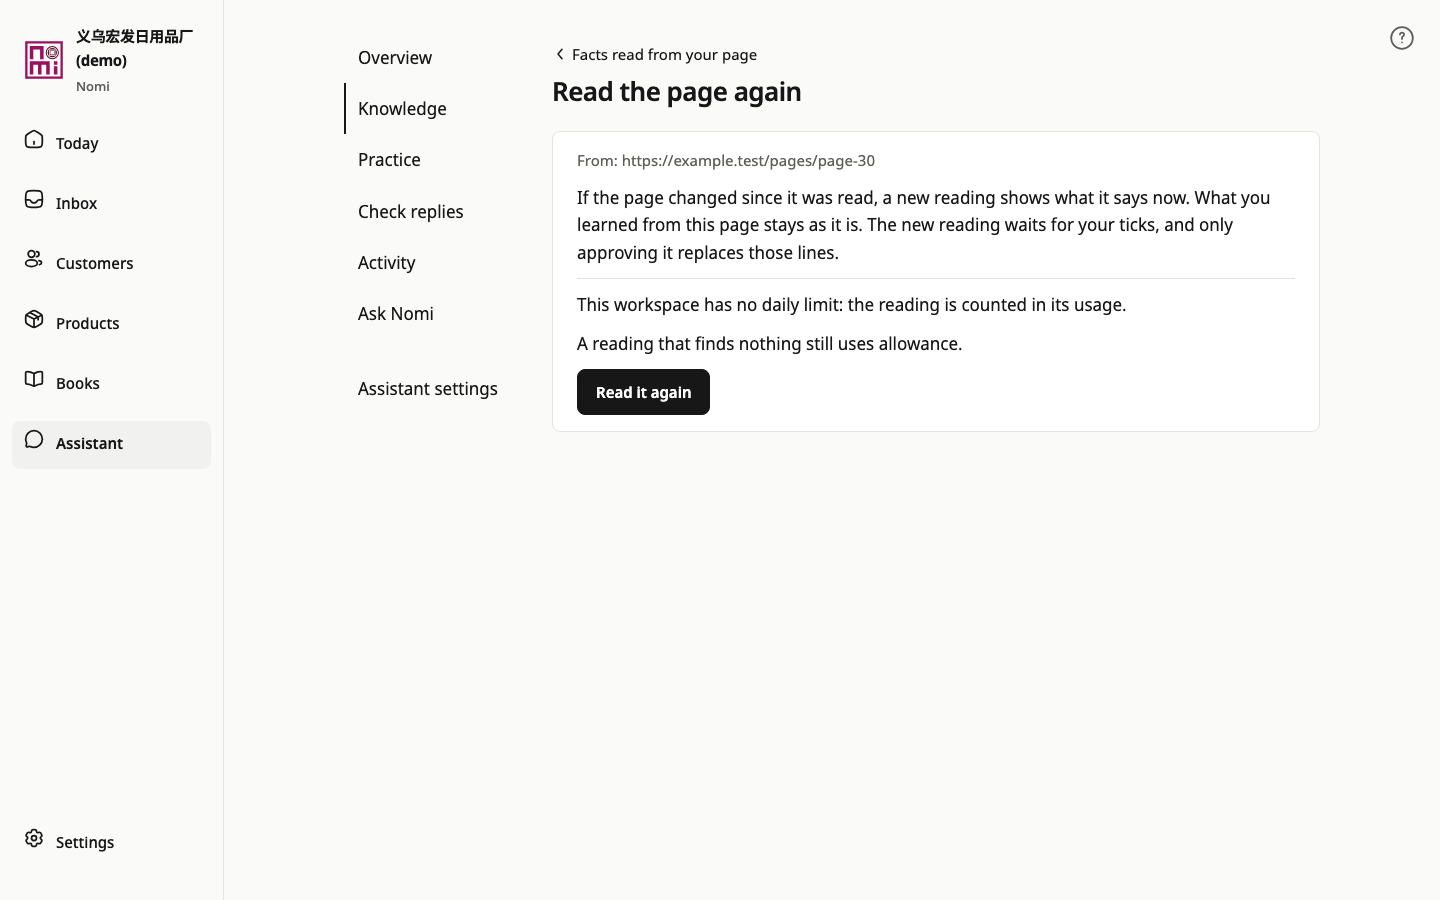 义乌宏发日用品厂
(demo)
Nomi
Today
Inbox
Customers
Products
Books
Assistant
Settings
Overview
Knowledge
Practice
Check replies
Activity
Ask Nomi
Assistant settings
Facts read from your page
Read the page again
From: https://example.test/pages/page-30
If the page changed since it was read, a new reading shows what it says now. What you
learned from this page stays as it is. The new reading waits for your ticks, and only
approving it replaces those lines.
This workspace has no daily limit: the reading is counted in its usage.
A reading that finds nothing still uses allowance.
Read it again
?